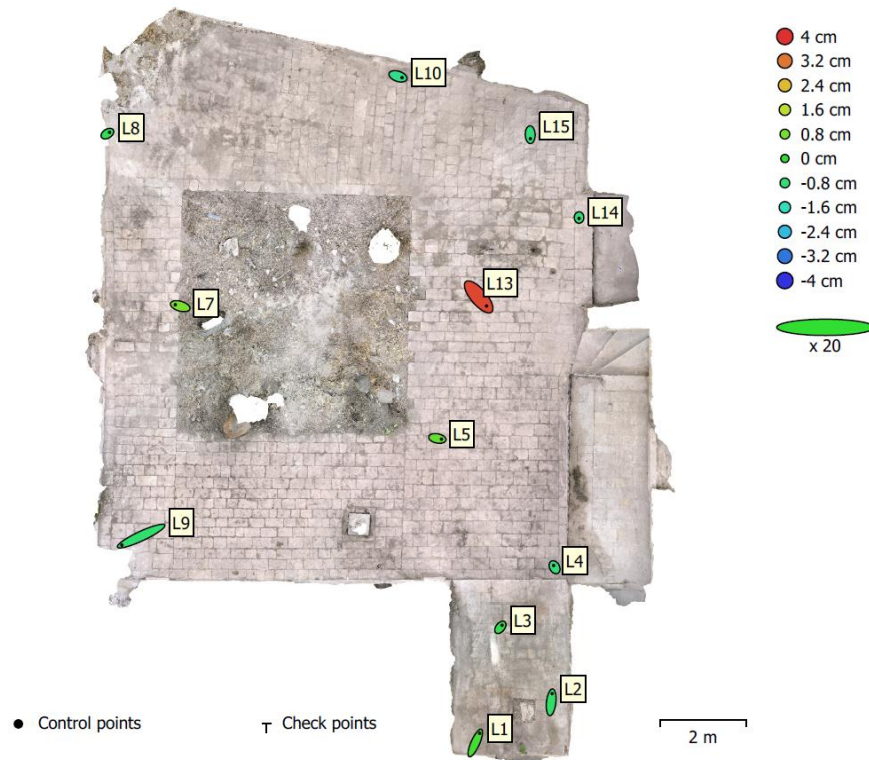 4 cm
3.2 cm
2.4 cm
1.6 cm
0.8 cm
0 cm
-0.8 cm
-1.6 cm
-2.4 cm
-3.2 cm
-4 cm
x 20
L10
L8
L15
L14
L13
L7
L5
L9
L4
L3
L2
L1
Control points
Check points
2 m